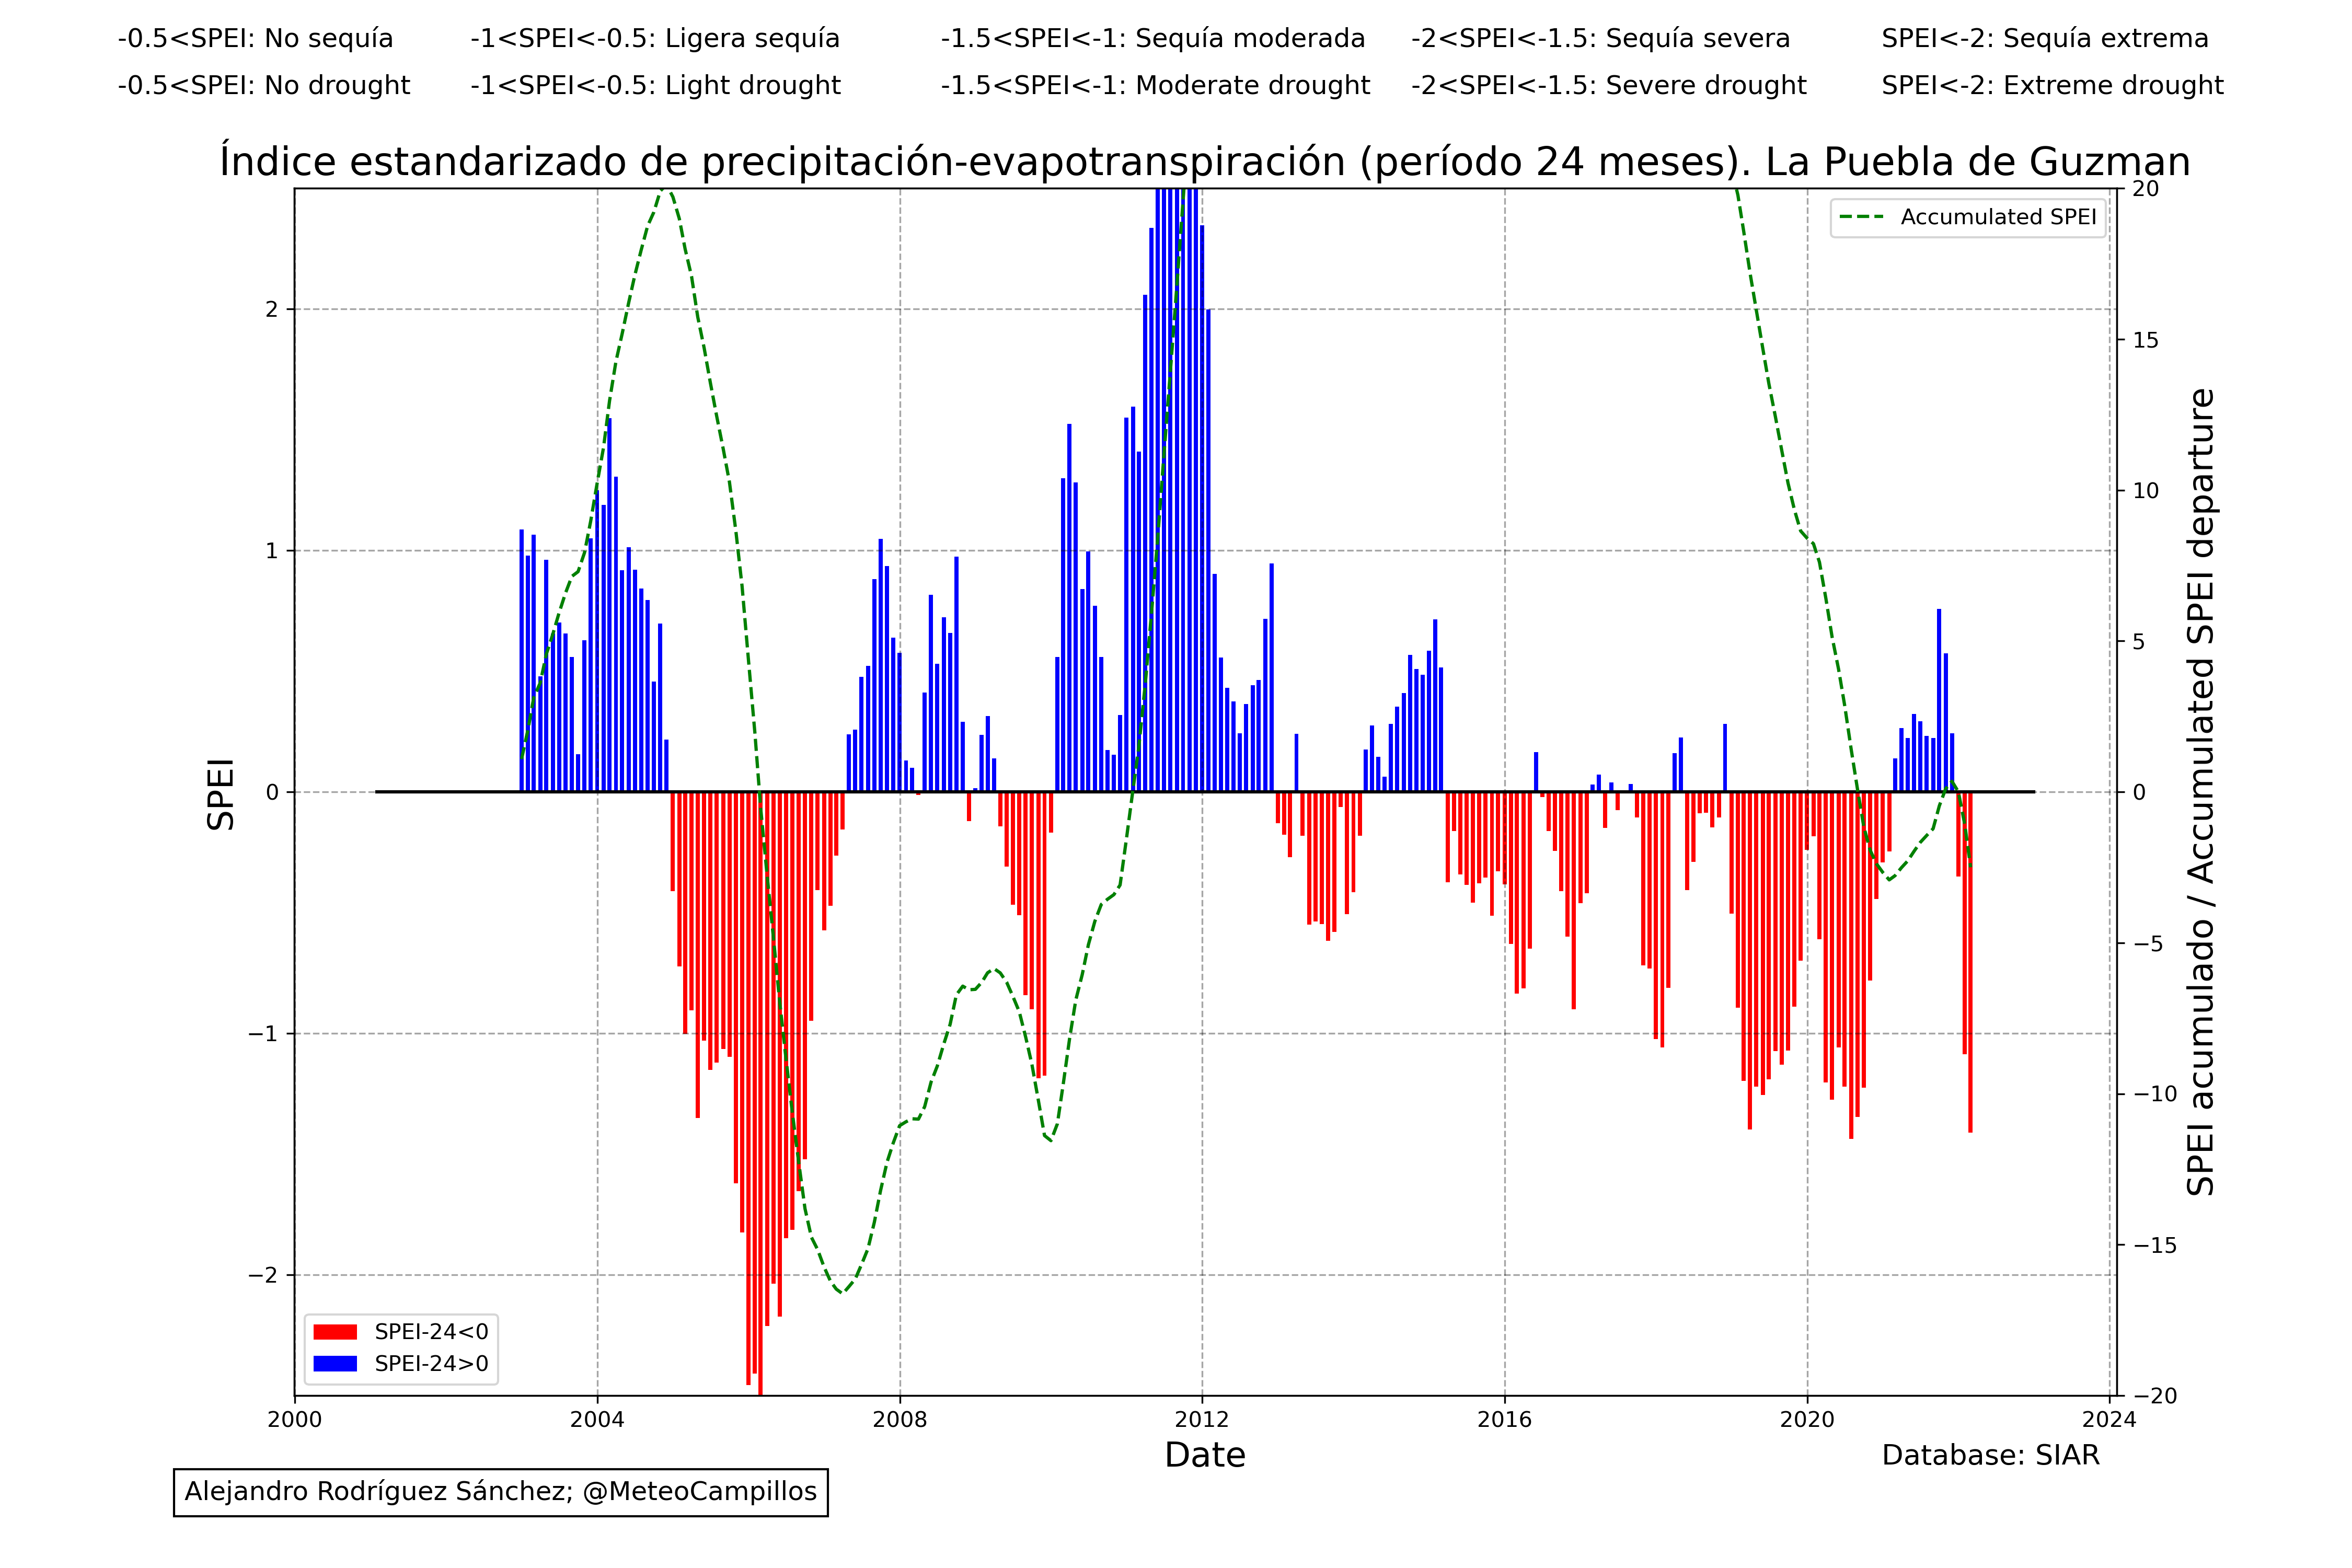 -0.5<SPEI: No sequía -1<SPEI<-0.5: Ligera sequía -1.5<SPEI<-1: Sequía moderada -2<SPEI<-1.5: Sequía severa SPEI<-2: Sequía extrema
-0.5<SPEI: No drought -1<SPEI<-0.5: Light drought -1.5<SPEI<-1: Moderate drought -2<SPEI<-1.5: Severe drought SPEI<-2: Extreme drought
Índice estandarizado de precipitación-evapotranspiración (período 24 meses). La Puebla de Guzman
Accumulated SPEI
SPEI
2
1
0
−1
−2
20
15
10
5
0
−5
−10
−15
−20
SPEI acumulado / Accumulated SPEI departure
SPEI-24<0
SPEI-24>0
2000 2004 2008 2012 2016 2020 2024
Date
Database: SIAR
Alejandro Rodríguez Sánchez; @MeteoCampillos